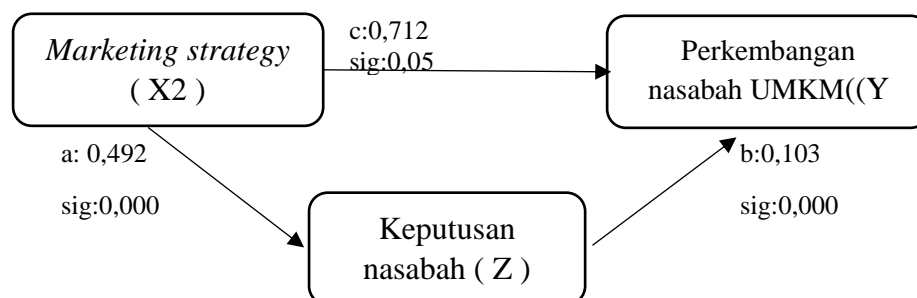 Marketing strategy
( X2 )
c:0,712
sig:0,05
Perkembangan
nasabah UMKM((Y
a: 0,492
sig:0,000
b:0,103
sig:0,000
Keputusan
nasabah ( Z )